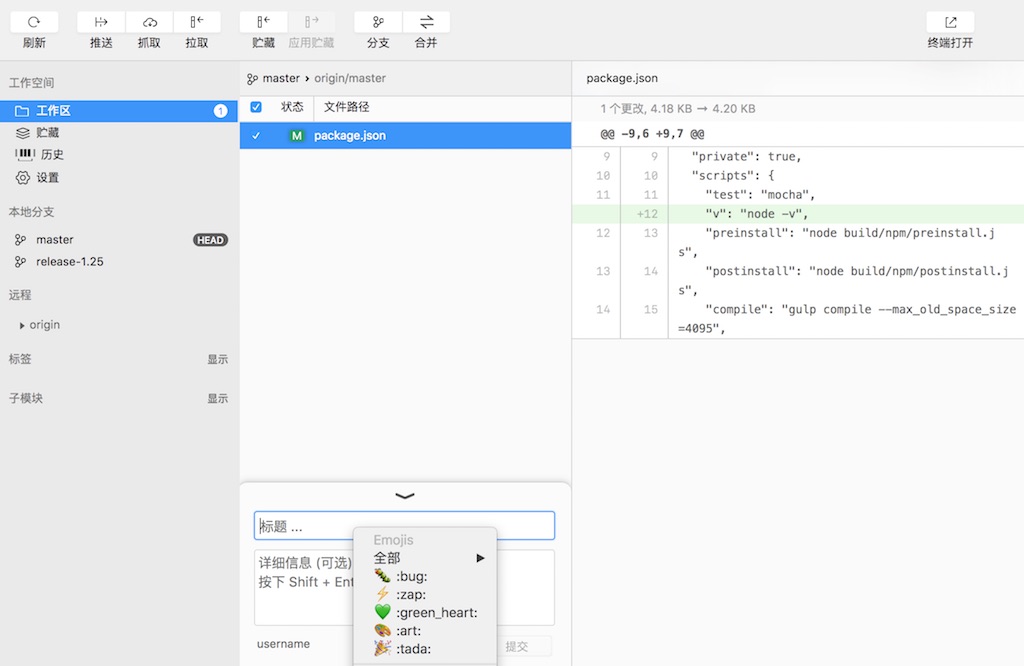 刷新
推送
抓取
拉取
贮藏
应用贮藏
分支
合并
终端打开
工作空间
工作区
1
贮藏
历史
设置
本地分支
master
HEAD
release-1.25
远程
origin
标签
显示
子模块
显示
master › origin/master
状态
文件路径
M
package.json
标题 ...
详细信息 (可选)
按下 Shift + Ent
username
提交
Emojis
全部
:bug:
:zap:
:green_heart:
:art:
:tada:
package.json
1 个更改, 4.18 KB → 4.20 KB
@@ -9,6 +9,7 @@
9 9 "private": true,
10 10 "scripts": {
11 11 "test": "mocha",
+12 "v": "node -v",
12 13 "preinstall": "node build/npm/preinstall.j
s",
13 14 "postinstall": "node build/npm/postinstall.j
s",
14 15 "compile": "gulp compile --max_old_space_size
=4095",